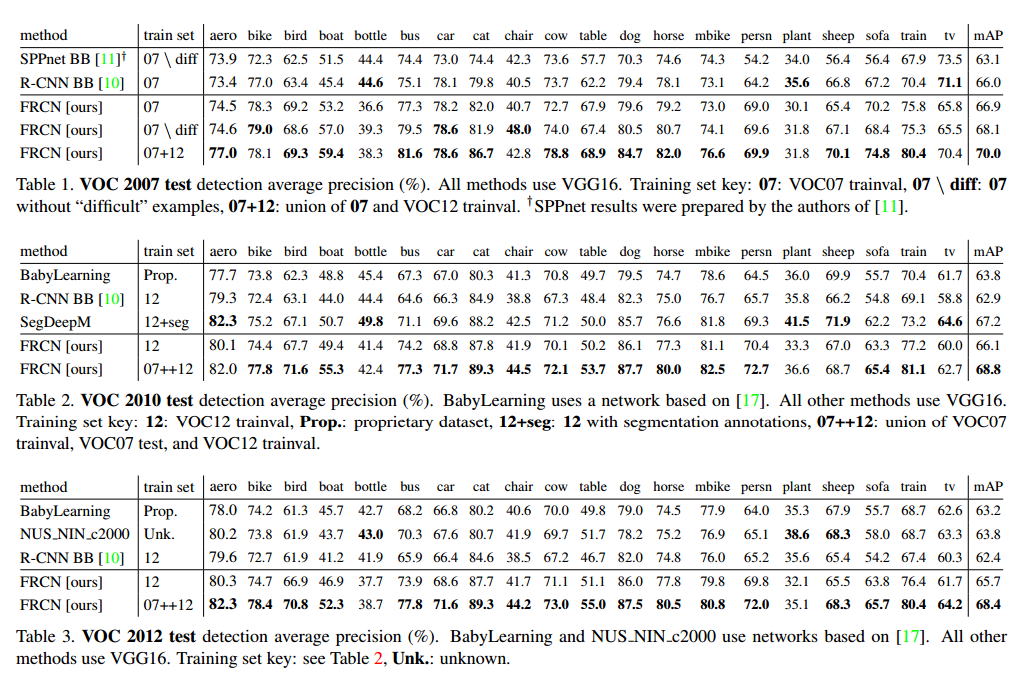 method train set aero bike bird boat bottle bus car cat chair cow table dog horse mbike persn plant sheep sofa train tv mAP
SPPnet BB [11]† 07 \ diff 73.9 72.3 62.5 51.5 44.4 74.4 73.0 74.4 42.3 73.6 57.7 70.3 74.6 74.3 54.2 34.0 56.4 56.4 67.9 73.5 63.1
R-CNN BB [10] 07 73.4 77.0 63.4 45.4 44.6 75.1 78.1 79.8 40.5 73.7 62.2 79.4 78.1 73.1 64.2 35.6 66.8 67.2 70.4 71.1 66.0
FRCN [ours] 07 74.5 78.3 69.2 53.2 36.6 77.3 78.2 82.0 40.7 72.7 67.9 79.6 79.2 73.0 69.0 30.1 65.4 70.2 75.8 65.8 66.9
FRCN [ours] 07 \ diff 74.6 79.0 68.6 57.0 39.3 79.5 78.6 81.9 48.0 74.0 67.4 80.5 80.7 74.1 69.6 31.8 67.1 68.4 75.3 65.5 68.1
FRCN [ours] 07+12 77.0 78.1 69.3 59.4 38.3 81.6 78.6 86.7 42.8 78.8 68.9 84.7 82.0 76.6 69.9 31.8 70.1 74.8 80.4 70.4 70.0
Table 1. VOC 2007 test detection average precision (%). All methods use VGG16. Training set key: 07: VOC07 trainval, 07 \ diff: 07
without “difficult” examples, 07+12: union of 07 and VOC12 trainval. †SPPnet results were prepared by the authors of [11].
method train set aero bike bird boat bottle bus car cat chair cow table dog horse mbike persn plant sheep sofa train tv mAP
BabyLearning Prop. 77.7 73.8 62.3 48.8 45.4 67.3 67.0 80.3 41.3 70.8 49.7 79.5 74.7 78.6 64.5 36.0 69.9 55.7 70.4 61.7 63.8
R-CNN BB [10] 12 79.3 72.4 63.1 44.0 44.4 64.6 66.3 84.9 38.8 67.3 48.4 82.3 75.0 76.7 65.7 35.8 66.2 54.8 69.1 58.8 62.9
SegDeepM 12+seg 82.3 75.2 67.1 50.7 49.8 71.1 69.6 88.2 42.5 71.2 50.0 85.7 76.6 81.8 69.3 41.5 71.9 62.2 73.2 64.6 67.2
FRCN [ours] 12 80.1 74.4 67.7 49.4 41.4 74.2 68.8 87.8 41.9 70.1 50.2 86.1 77.3 81.1 70.4 33.3 67.0 63.3 77.2 60.0 66.1
FRCN [ours] 07++12 82.0 77.8 71.6 55.3 42.4 77.3 71.7 89.3 44.5 72.1 53.7 87.7 80.0 82.5 72.7 36.6 68.7 65.4 81.1 62.7 68.8
Table 2. VOC 2010 test detection average precision (%). BabyLearning uses a network based on [17]. All other methods use VGG16.
Training set key: 12: VOC12 trainval, Prop.: proprietary dataset, 12+seg: 12 with segmentation annotations, 07++12: union of VOC07
trainval, VOC07 test, and VOC12 trainval.
method train set aero bike bird boat bottle bus car cat chair cow table dog horse mbike persn plant sheep sofa train tv mAP
BabyLearning Prop. 78.0 74.2 61.3 45.7 42.7 68.2 66.8 80.2 40.6 70.0 49.8 79.0 74.5 77.9 64.0 35.3 67.9 55.7 68.7 62.6 63.2
NUS_NIN_c2000 Unk. 80.2 73.8 61.9 43.7 43.0 70.3 67.6 80.7 41.9 69.7 51.7 78.2 75.2 76.9 65.1 38.6 68.3 58.0 68.7 63.3 63.8
R-CNN BB [10] 12 79.6 72.7 61.9 41.2 41.9 65.9 66.4 84.6 38.5 67.2 46.7 82.0 74.8 76.0 65.2 35.6 65.4 54.2 67.4 60.3 62.4
FRCN [ours] 12 80.3 74.7 66.9 46.9 37.7 73.9 68.6 87.7 41.7 71.1 51.1 86.0 77.8 79.8 69.8 32.1 65.5 63.8 76.4 61.7 65.7
FRCN [ours] 07++12 82.3 78.4 70.8 52.3 38.7 77.8 71.6 89.3 44.2 73.0 55.0 87.5 80.5 80.8 72.0 35.1 68.3 65.7 80.4 64.2 68.4
Table 3. VOC 2012 test detection average precision (%). BabyLearning and NUS_NIN_c2000 use networks based on [17]. All other
methods use VGG16. Training set key: see Table 2, Unk.: unknown.